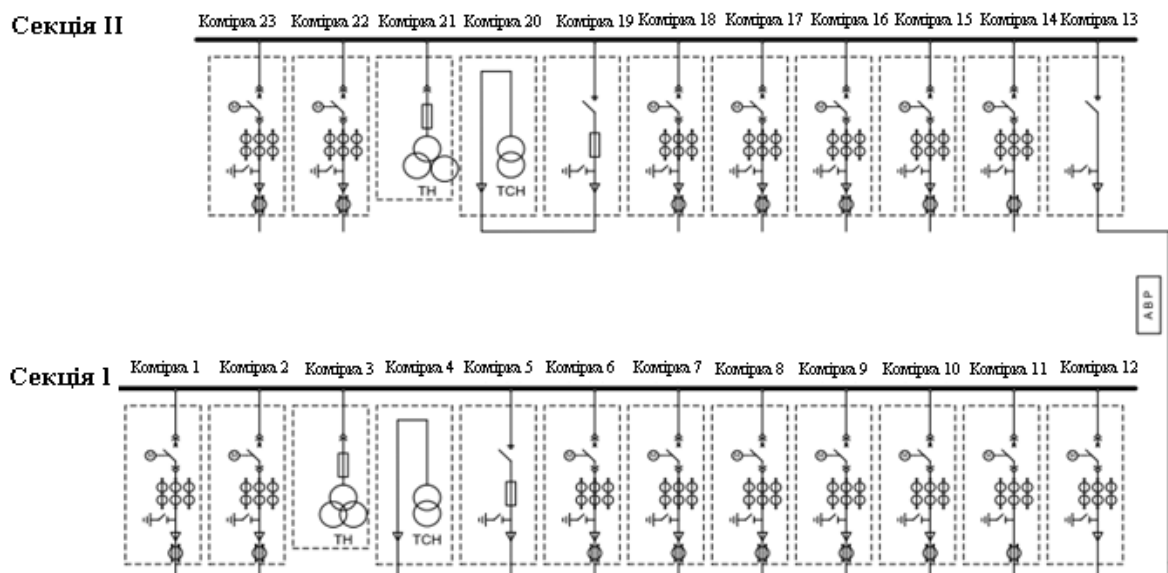 Секція II
Комірка 23 Комірка 22 Комірка 21 Комірка 20 Комірка 19 Комірка 18 Комірка 17 Комірка 16 Комірка 15 Комірка 14 Комірка 13
ТН ТСН
АВР
Секція I
Комірка 1 Комірка 2 Комірка 3 Комірка 4 Комірка 5 Комірка 6 Комірка 7 Комірка 8 Комірка 9 Комірка 10 Комірка 11 Комірка 12
ТН ТСН